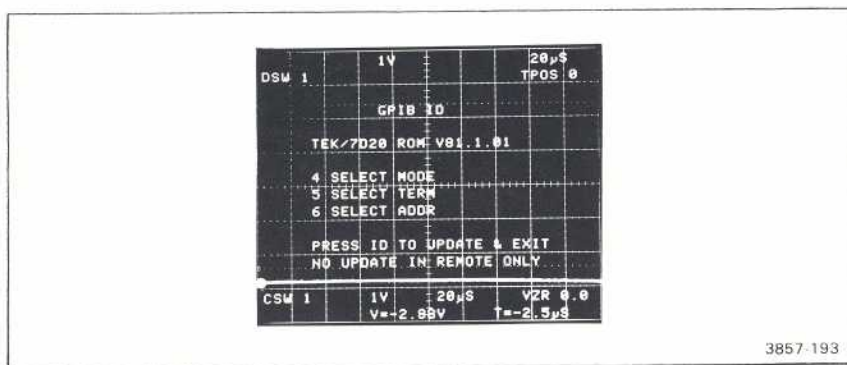 1V 20µS
DSW 1 TPOS 0
GPIB ID
TEK/7D20 ROM V81.1.01
4 SELECT MODE
5 SELECT TERM
6 SELECT ADDR
PRESS ID TO UPDATE & EXIT
NO UPDATE IN REMOTE ONLY
CSW 1 1V 20µS VZR 0.0
V=-2.98V T=-2.5µS
3857-193